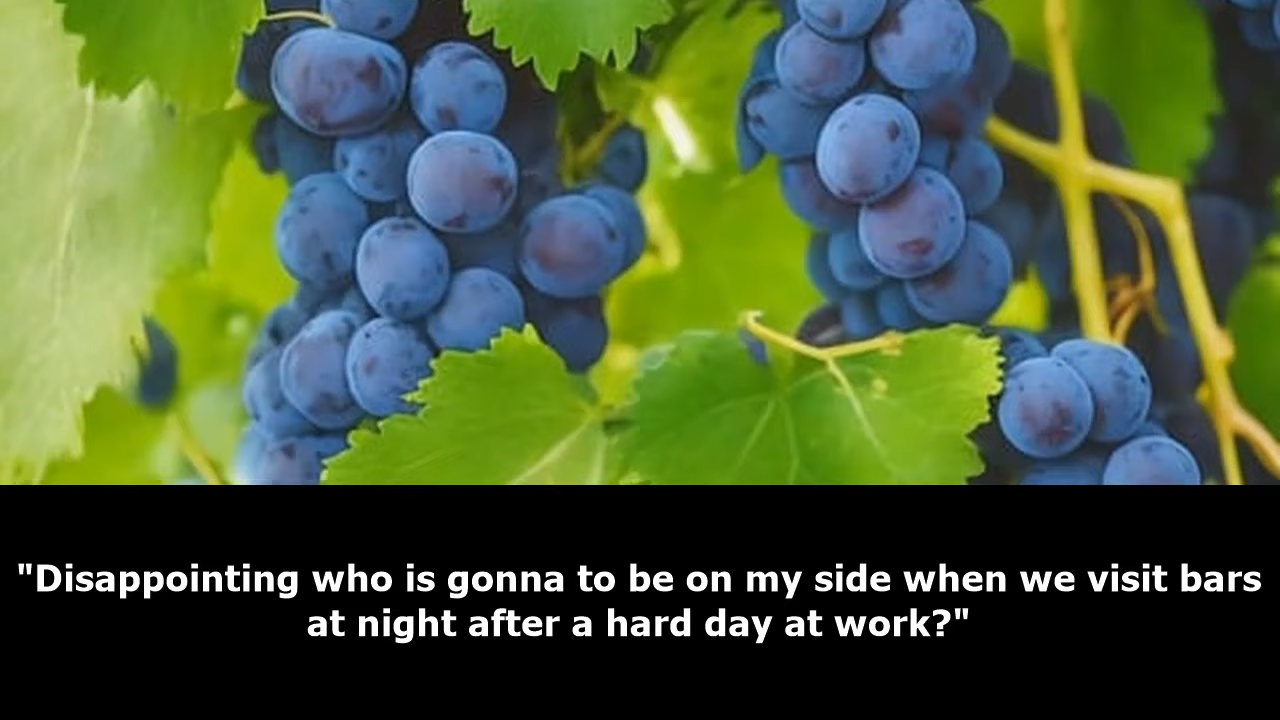 "Disappointing who is gonna to be on my side when we visit bars
at night after a hard day at work?"